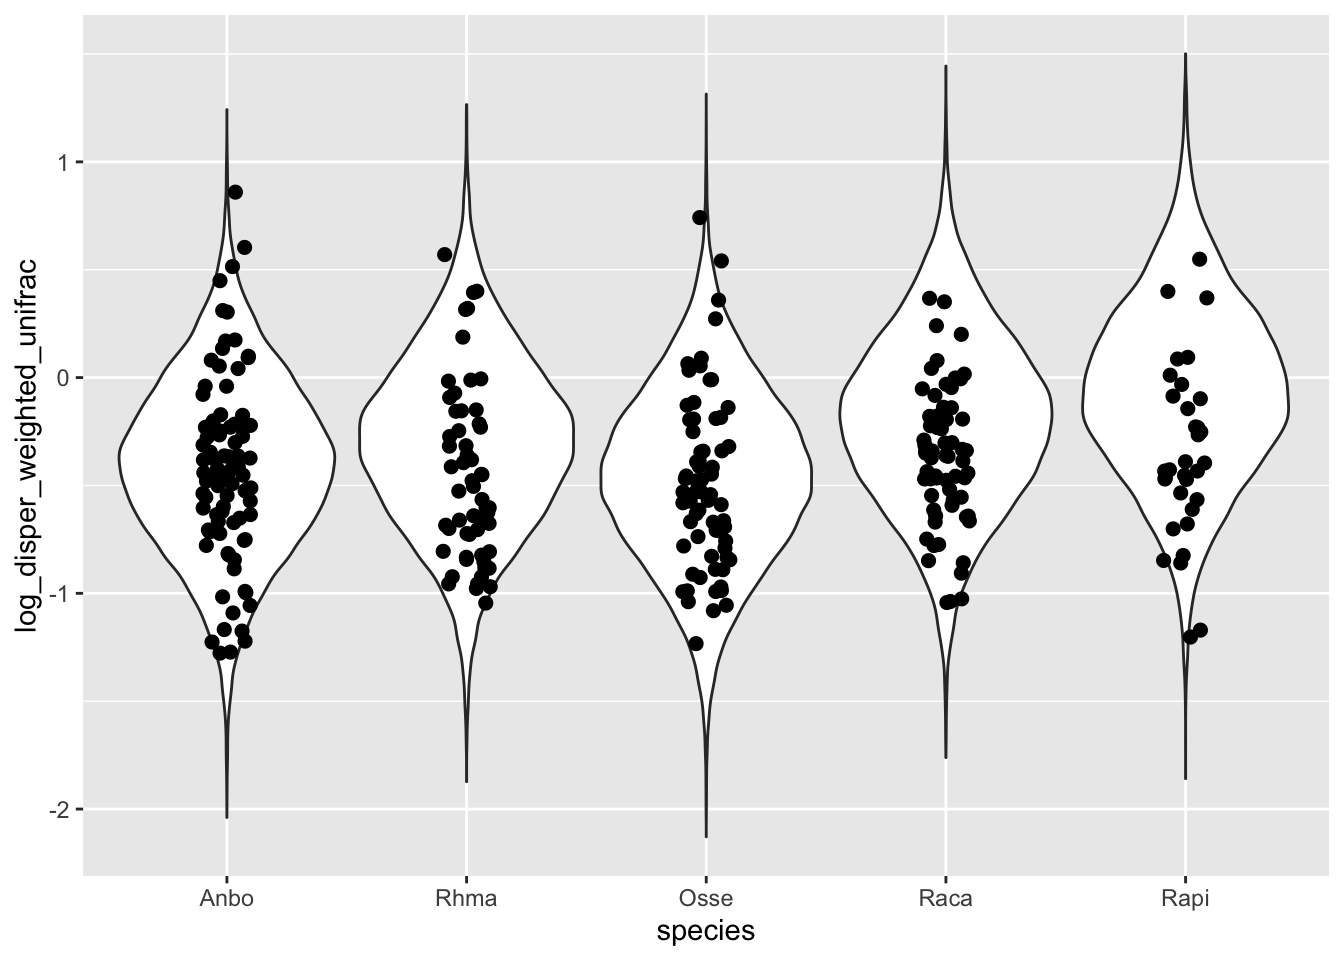 log_disper_weighted_unifrac
1
0
-1
-2
Anbo Rhma Osse Raca Rapi
species